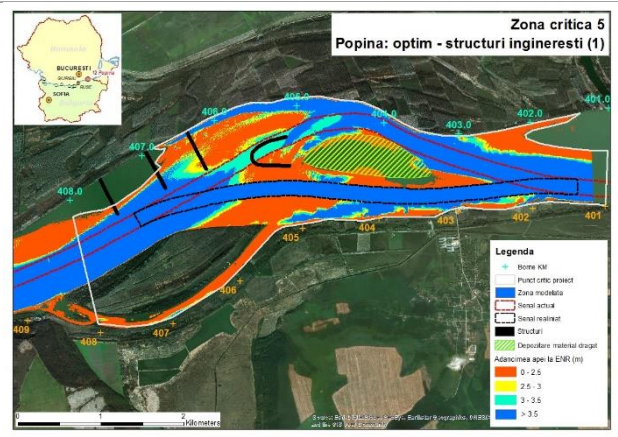 Zona critica 5
Popina: optim - structuri ingineresti (1)
BUCURESTI
SOFIA
12 Popina
408.0
407.0
406.0
405.0
404.0
403.0
402.0
401.0
409
408
407
406
405
404
403
402
401
Legenda
Borne KM
Punct critic proiect
Zona modelata
Senal actual
Senal realiniat
Structuri
Depozitare material dragat
Adancimea apei la ENR (m)
0 - 2.5
2.5 - 3
3 - 3.5
> 3.5
0 1 2
Kilometers